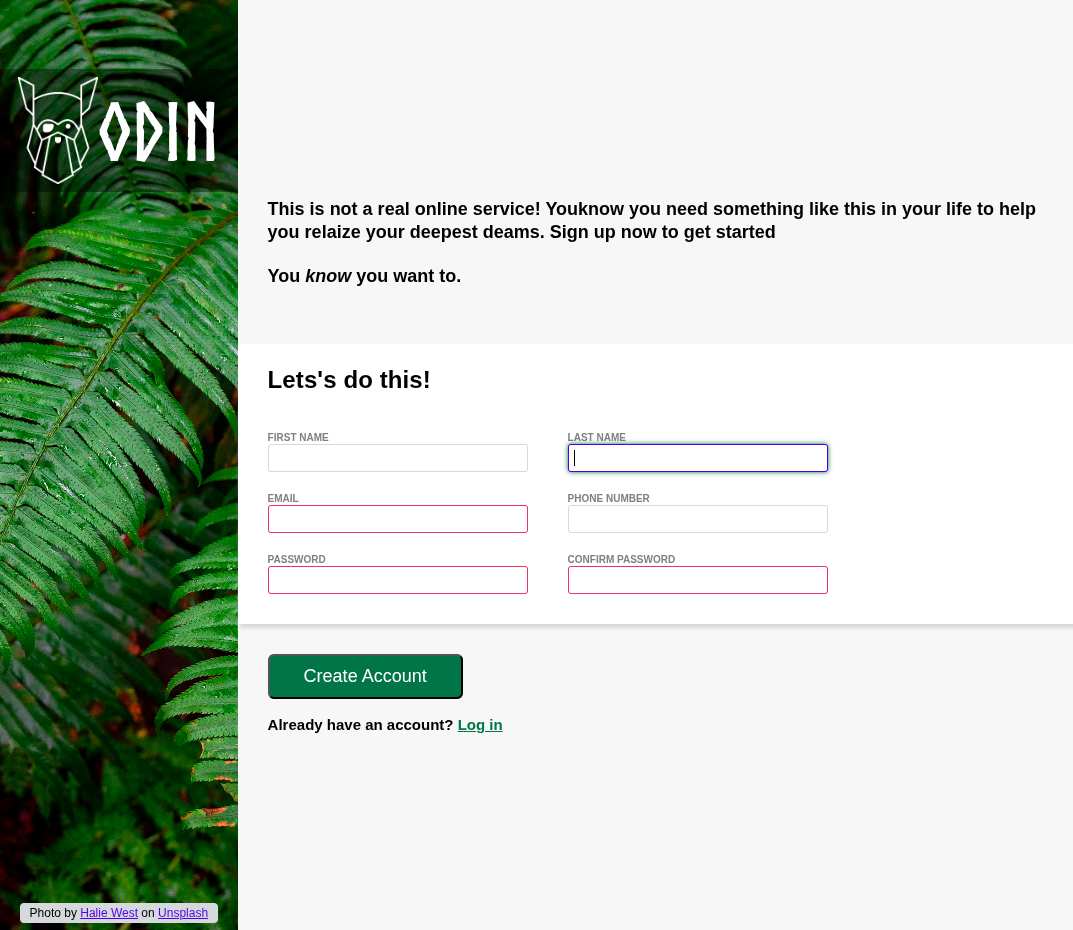 ODIN
This is not a real online service! Youknow you need something like this in your life to help
you relaize your deepest deams. Sign up now to get started
You know you want to.
Lets's do this!
FIRST NAME
LAST NAME
EMAIL
PHONE NUMBER
PASSWORD
CONFIRM PASSWORD
Create Account
Already have an account? Log in
Photo by Halie West on Unsplash